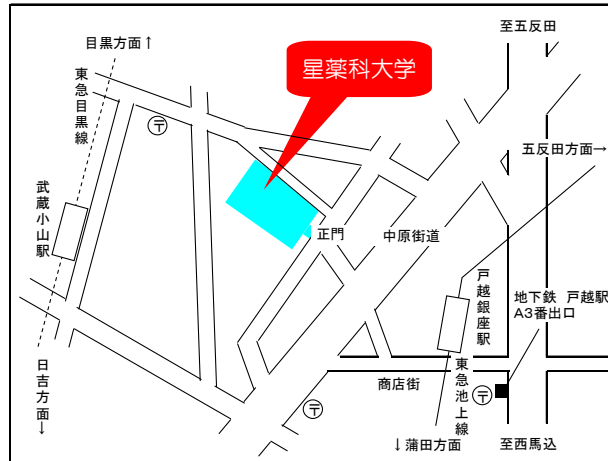 至五反田
目黒方面↑
星薬科大学
東急目黒線
〒
五反田方面→
武蔵小山駅
正門
中原街道
戸越銀座駅
地下鉄 戸越駅
A3番出口
日吉方面↓
商店街
東急池上線
〒
〒
↓蒲田方面
至西馬込